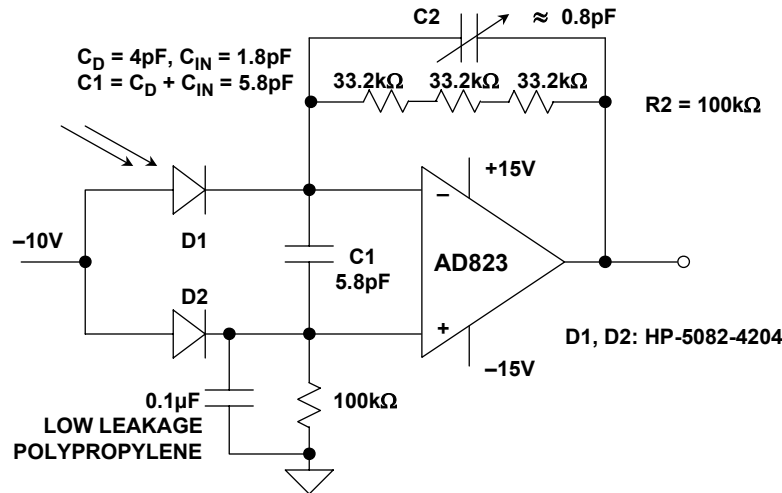 C2 ≈ 0.8pF
C_D = 4pF, C_IN = 1.8pF
C1 = C_D + C_IN = 5.8pF
33.2kΩ 33.2kΩ 33.2kΩ
R2 = 100kΩ
+15V
–
D1
–10V
C1
5.8pF
AD823
D2
+
D1, D2: HP-5082-4204
–15V
0.1µF
100kΩ
LOW LEAKAGE
POLYPROPYLENE